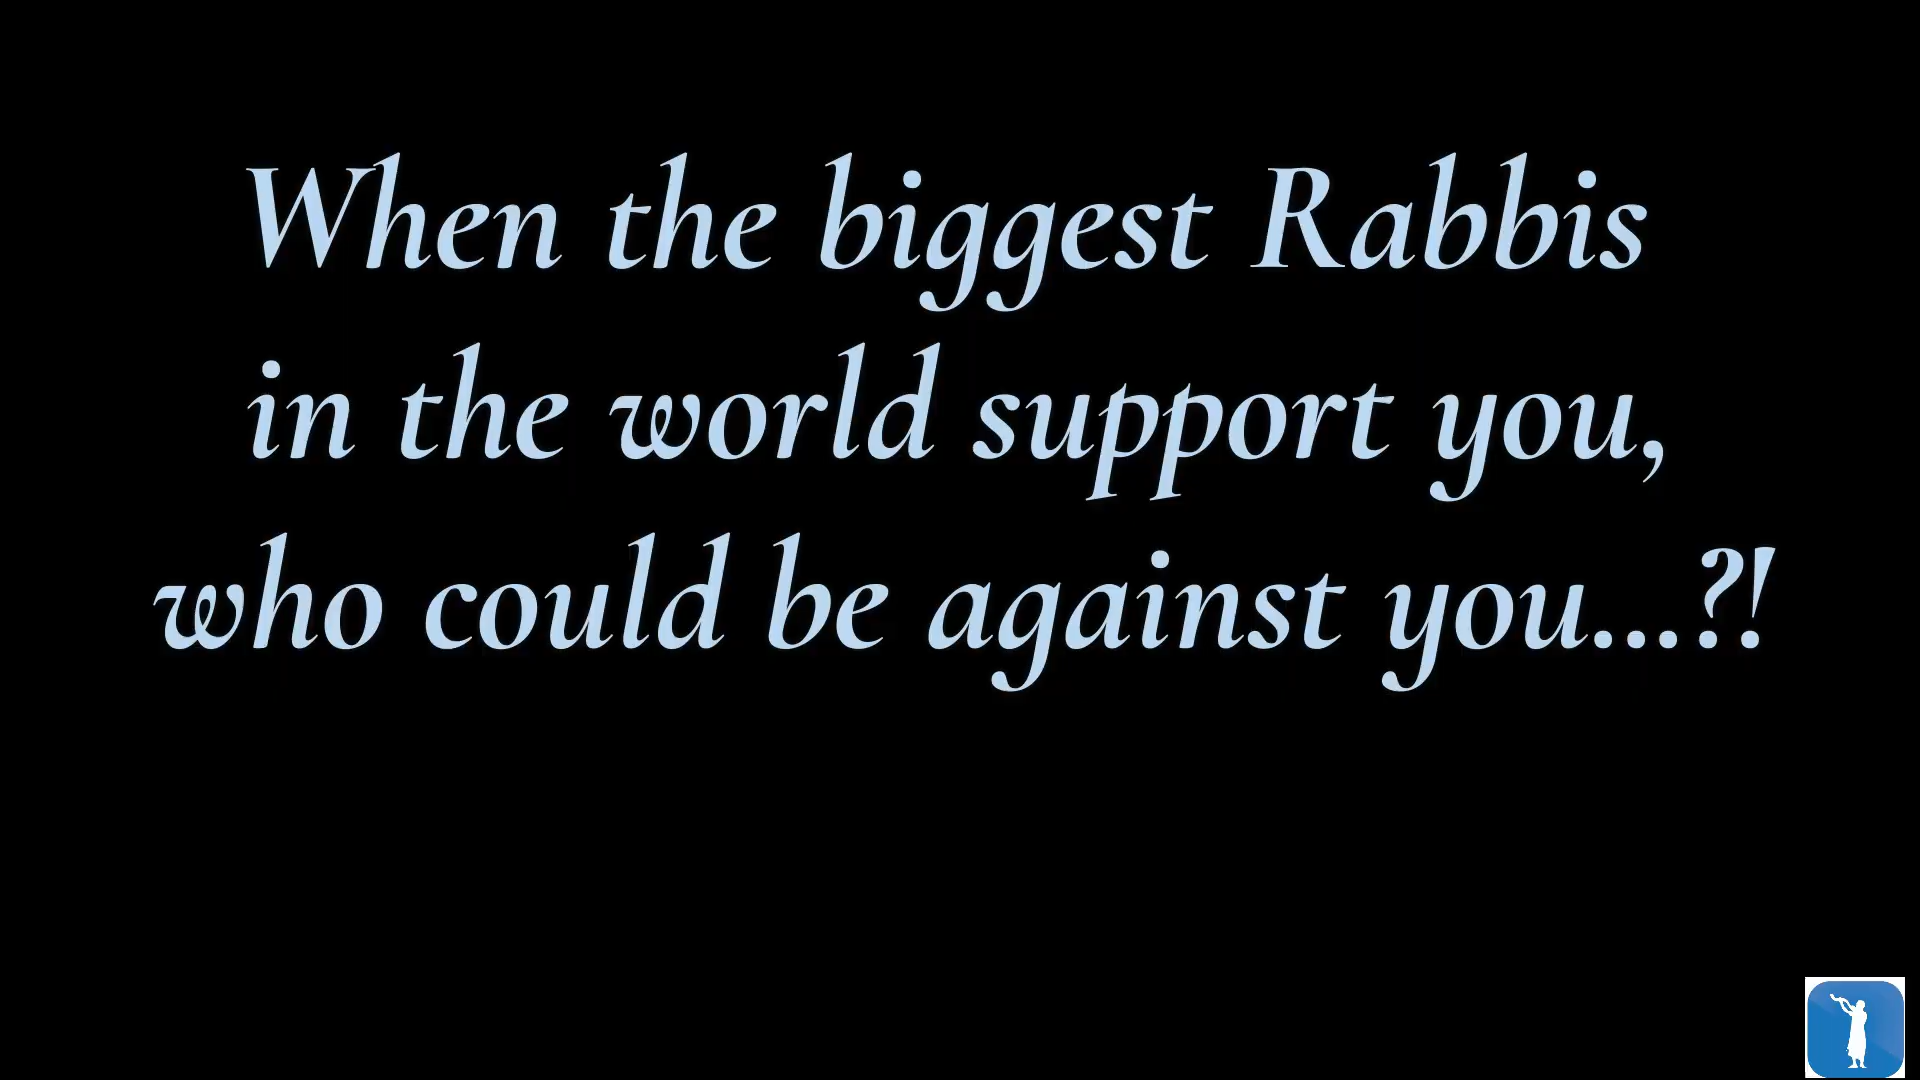 When the biggest Rabbis
in the world support you,
who could be against you...?!